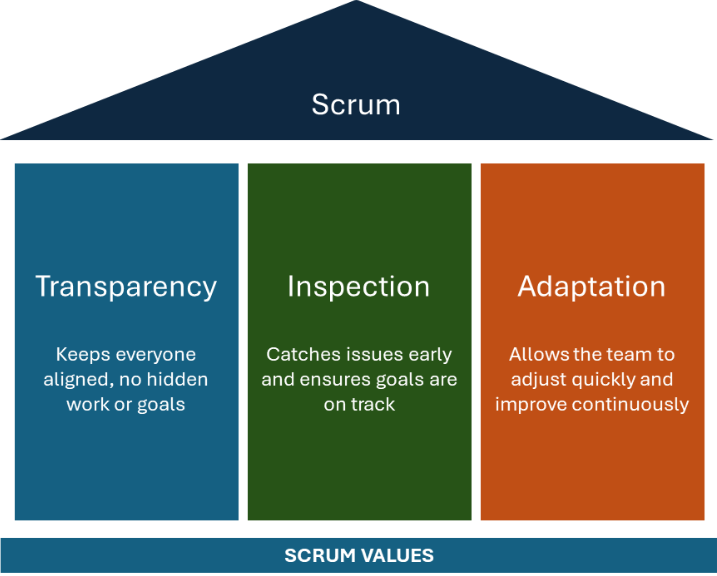 Scrum
Transparency
Keeps everyone
aligned, no hidden
work or goals
Inspection
Catches issues early
and ensures goals are
on track
Adaptation
Allows the team to
adjust quickly and
improve continuously
SCRUM VALUES